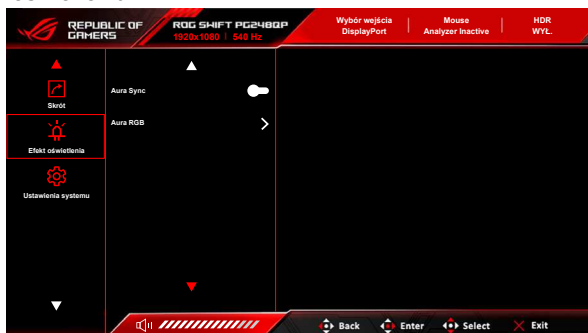 REPUBLIC OF
GAMERS
ROG SWIFT PG248QP
1920x1080 | 540 Hz
Wybór wejścia
DisplayPort
Mouse
Analyzer Inactive
HDR
WYŁ.
Skrót
Efekt oświetlenia
Ustawienia systemu
Aura Sync
Aura RGB
Back
Enter
Select
Exit